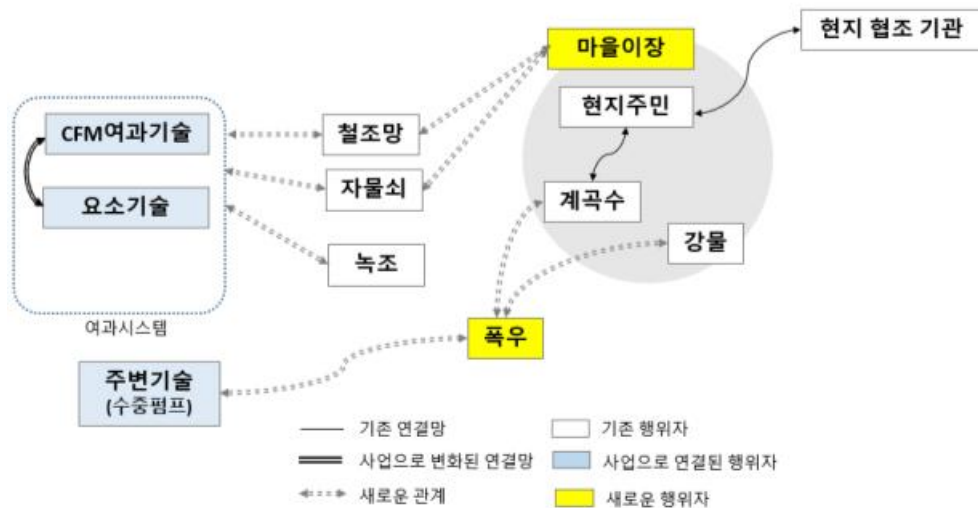 현지 협조 기관
마을이장
현지주민
CFM여과기술
철조망
자물쇠
요소기술
계곡수
강물
녹조
여과시스템
폭우
주변기술
(수중펌프)
기존 연결망
기존 행위자
사업으로 변화된 연결망
사업으로 연결된 행위자
새로운 관계
새로운 행위자